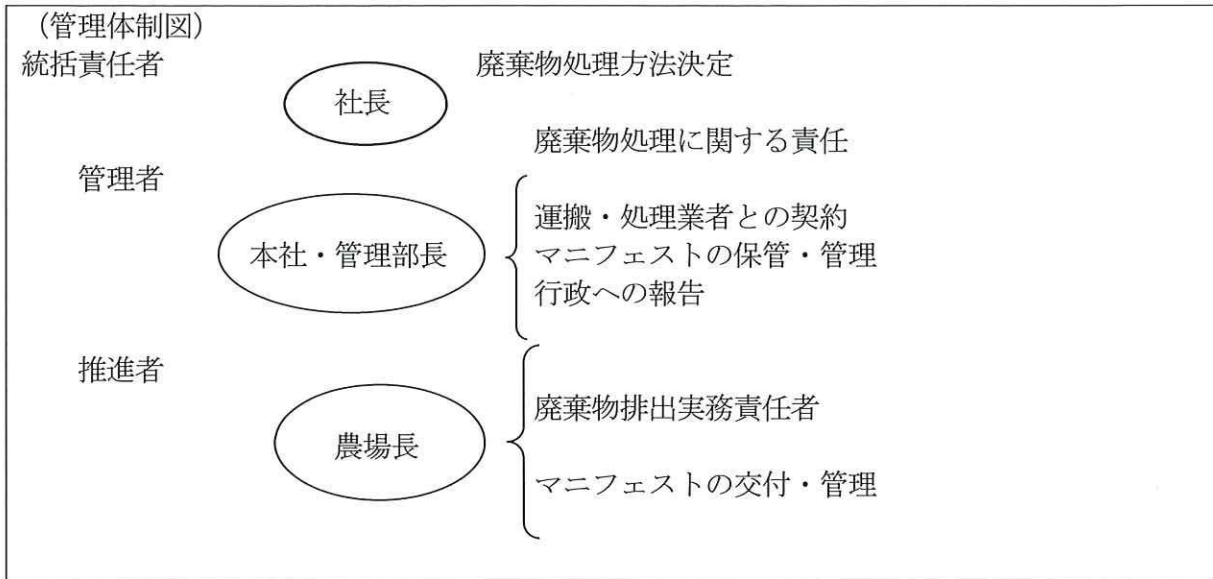 （管理体制図）
統括責任者
社長
廃棄物処理方法決定
廃棄物処理に関する責任
管理者
本社・管理部長
運搬・処理業者との契約
マニフェストの保管・管理
行政への報告
推進者
農場長
廃棄物排出実務責任者
マニフェストの交付・管理